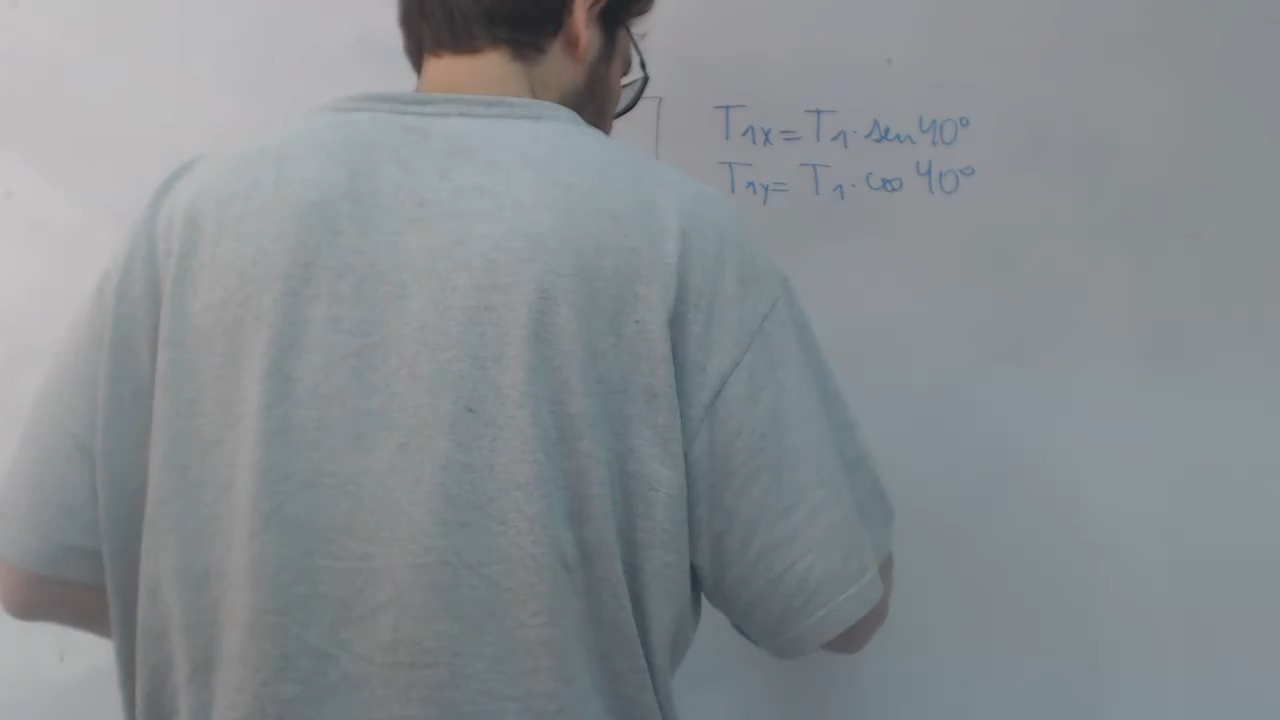 T1x = T1 · sen 40°
T1y = T1 · cos 40°